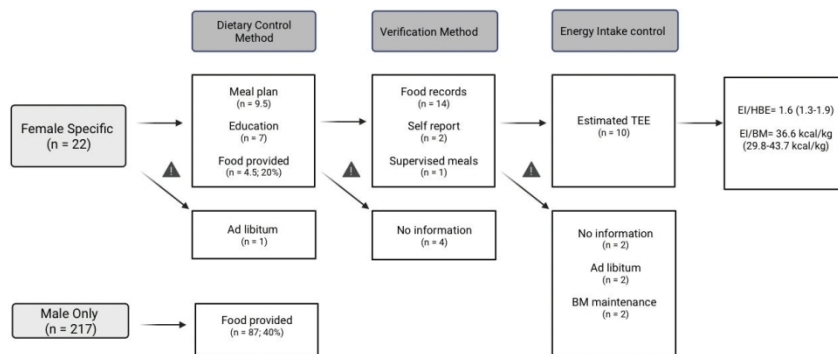 Dietary Control
Method
Verification Method
Energy Intake control
Female Specific
(n = 22)
Meal plan
(n = 9.5)
Education
(n = 7)
Food provided
(n = 4.5; 20%)
Food records
(n = 14)
Self report
(n = 2)
Supervised meals
(n = 1)
Estimated TEE
(n = 10)
EI/HBE= 1.6 (1.3-1.9)
EI/BM= 36.6 kcal/kg
(29.8-43.7 kcal/kg)
!
!
!
Ad libitum
(n = 1)
No information
(n = 4)
No information
(n = 2)
Ad libitum
(n = 2)
BM maintenance
(n = 2)
Male Only
(n = 217)
Food provided
(n = 87; 40%)